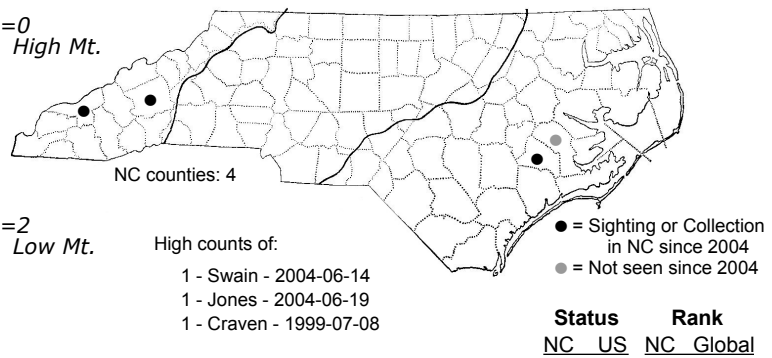 =0
High Mt.
NC counties: 4
=2
Low Mt.
High counts of:
1 - Swain - 2004-06-14
1 - Jones - 2004-06-19
1 - Craven - 1999-07-08
= Sighting or Collection
in NC since 2004
= Not seen since 2004
Status Rank
NC US NC Global